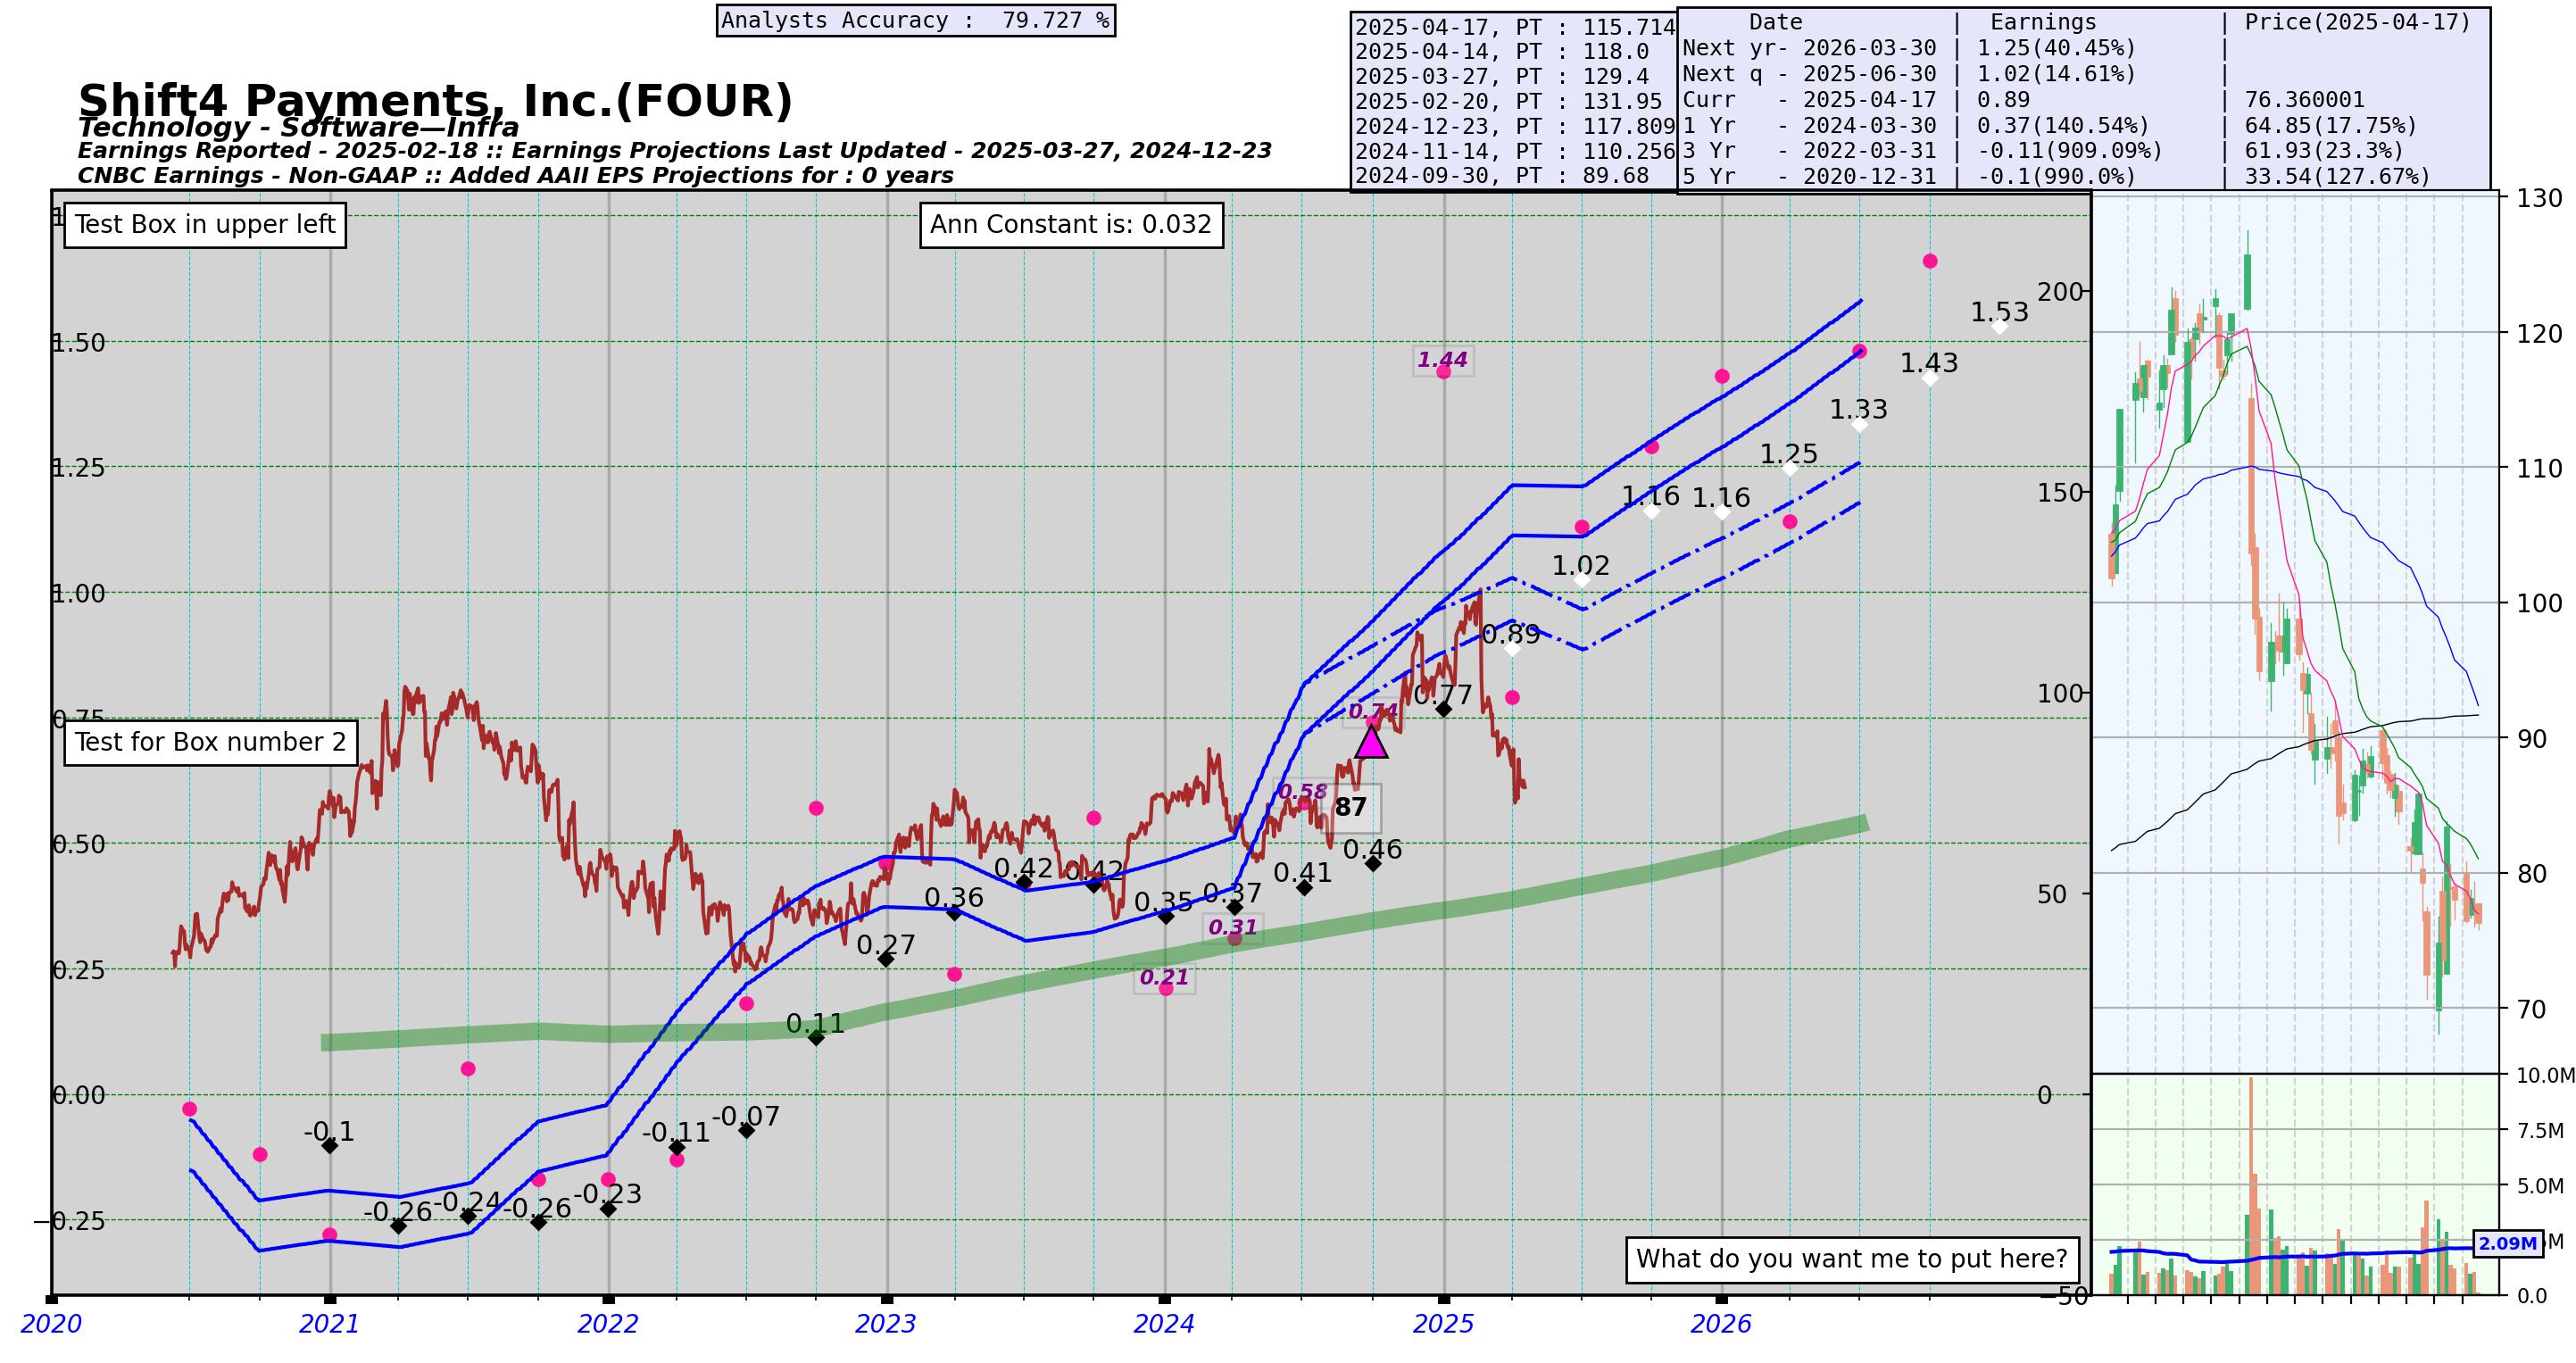 Analysts Accuracy :  79.727 %
2025-04-17, PT : 115.714
2025-04-14, PT : 118.0
2025-03-27, PT : 129.4
2025-02-20, PT : 131.95
2024-12-23, PT : 117.809
2024-11-14, PT : 110.256
2024-09-30, PT : 89.68
Date | Earnings | Price(2025-04-17)
Next yr- 2026-03-30 | 1.25(40.45%) |
Next q - 2025-06-30 | 1.02(14.61%) |
Curr - 2025-04-17 | 0.89 | 76.360001
1 Yr - 2024-03-30 | 0.37(140.54%) | 64.85(17.75%)
3 Yr - 2022-03-31 | -0.11(909.09%) | 61.93(23.3%)
5 Yr - 2020-12-31 | -0.1(990.0%) | 33.54(127.67%)
Shift4 Payments, Inc.(FOUR)
Technology - Software—Infra
Earnings Reported - 2025-02-18 :: Earnings Projections Last Updated - 2025-03-27, 2024-12-23
CNBC Earnings - Non-GAAP :: Added AAII EPS Projections for : 0 years
Test Box in upper left
Ann Constant is: 0.032
Test for Box number 2
What do you want me to put here?
1.50
1.25
1.00
0.75
0.50
0.25
0.00
−0.25
-0.1
-0.26
-0.24
-0.26
-0.23
-0.11
-0.07
0.11
0.27
0.36
0.42
0.42
0.35
0.37
0.41
0.46
0.77
0.89
1.02
1.16
1.16
1.25
1.33
1.43
1.53
0.21
0.31
0.58
0.74
1.44
87
200
150
100
50
0
−50
130
120
110
100
90
80
70
10.0M
7.5M
5.0M
2.09M
0.0
2020
2021
2022
2023
2024
2025
2026